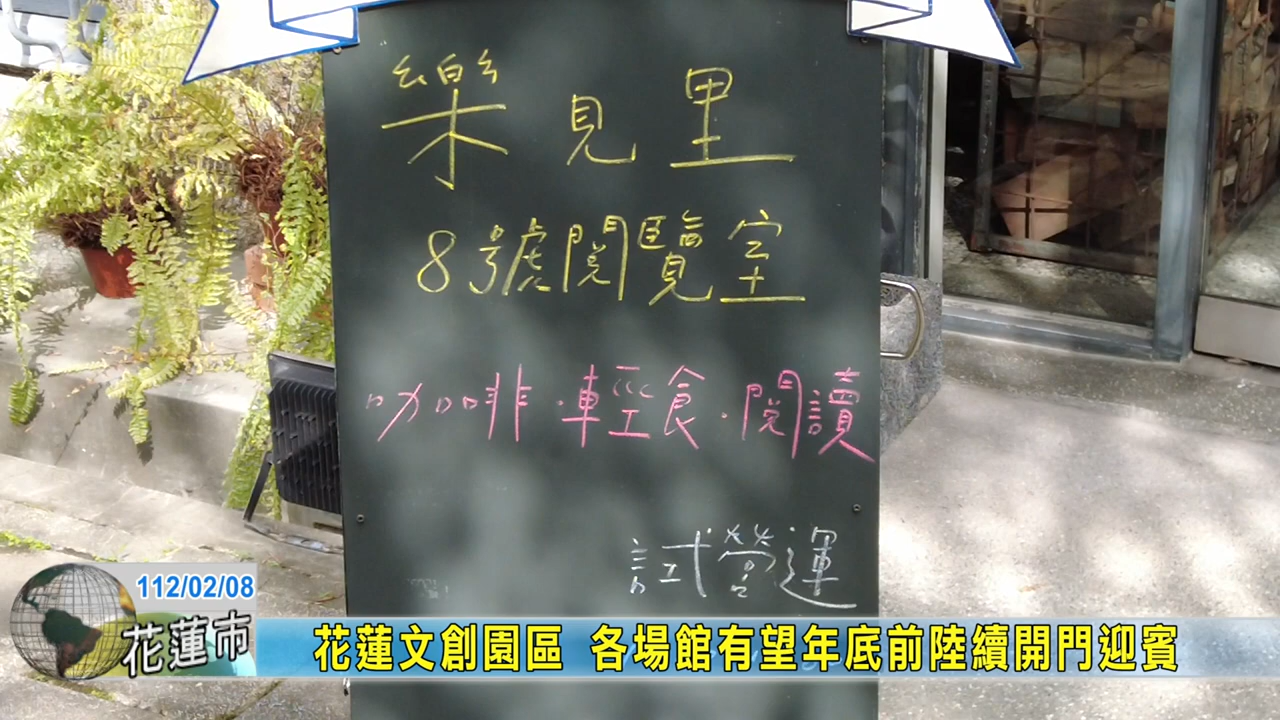 樂見里
8號閱覽室
咖啡·輕食·閱讀
試營運
112/02/08
花蓮市
花蓮文創園區 各場館有望年底前陸續開門迎賓